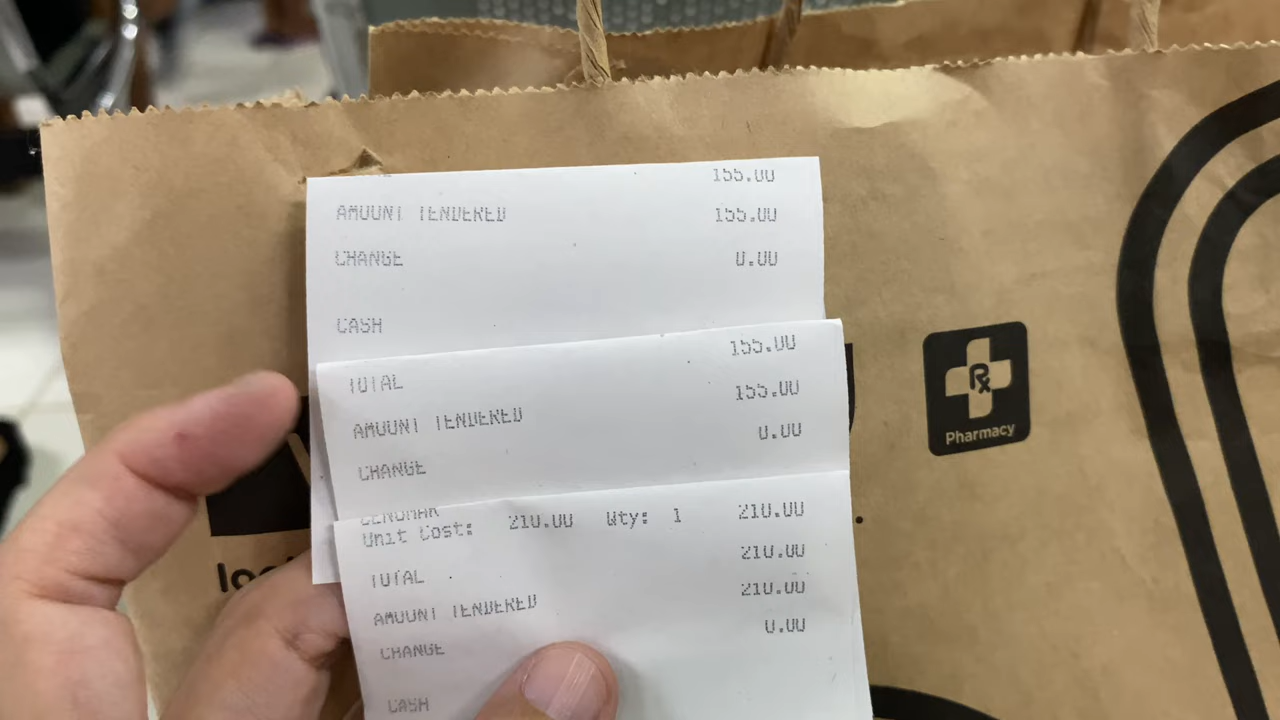 155.00
AMOUNT TENDERED 155.00
CHANGE 0.00
CASH
155.00
TOTAL 155.00
AMOUNT TENDERED 0.00
CHANGE
Unit Cost: 210.00 Qty: 1 210.00
TOTAL 210.00
AMOUNT TENDERED 210.00
CHANGE 0.00
CASH
Rx
Pharmacy